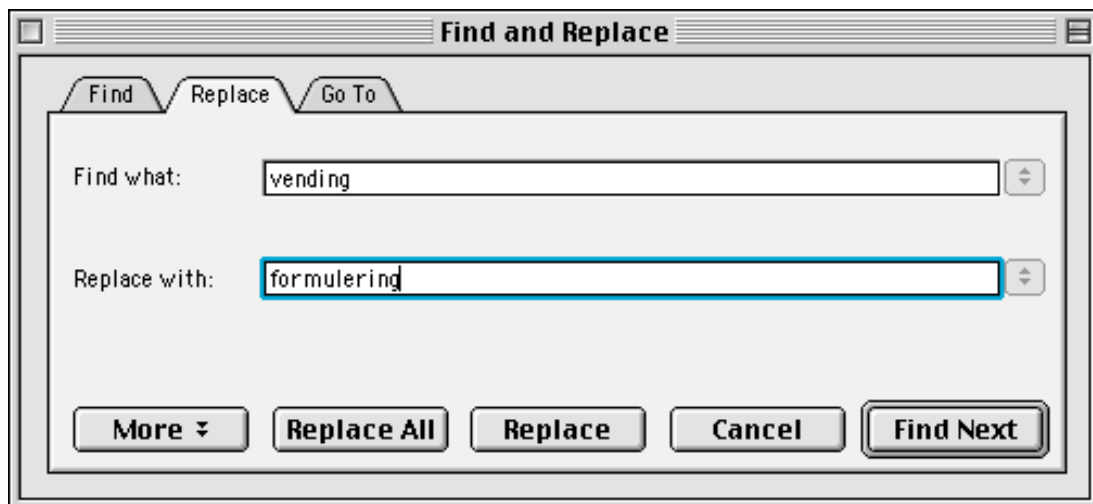 Find and Replace
Find Replace Go To
Find what: vending
Replace with: formulering
More Replace All Replace Cancel Find Next